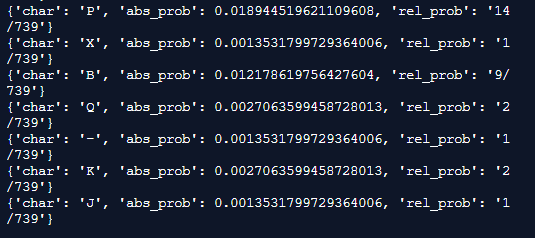 {'char': 'P', 'abs_prob': 0.018944519621109608, 'rel_prob': '14
/739'}
{'char': 'X', 'abs_prob': 0.0013531799729364006, 'rel_prob': '1
/739'}
{'char': 'B', 'abs_prob': 0.012178619756427604, 'rel_prob': '9/
739'}
{'char': 'Q', 'abs_prob': 0.0027063599458728013, 'rel_prob': '2
/739'}
{'char': '-', 'abs_prob': 0.0013531799729364006, 'rel_prob': '1
/739'}
{'char': 'K', 'abs_prob': 0.0027063599458728013, 'rel_prob': '2
/739'}
{'char': 'J', 'abs_prob': 0.0013531799729364006, 'rel_prob': '1
/739'}